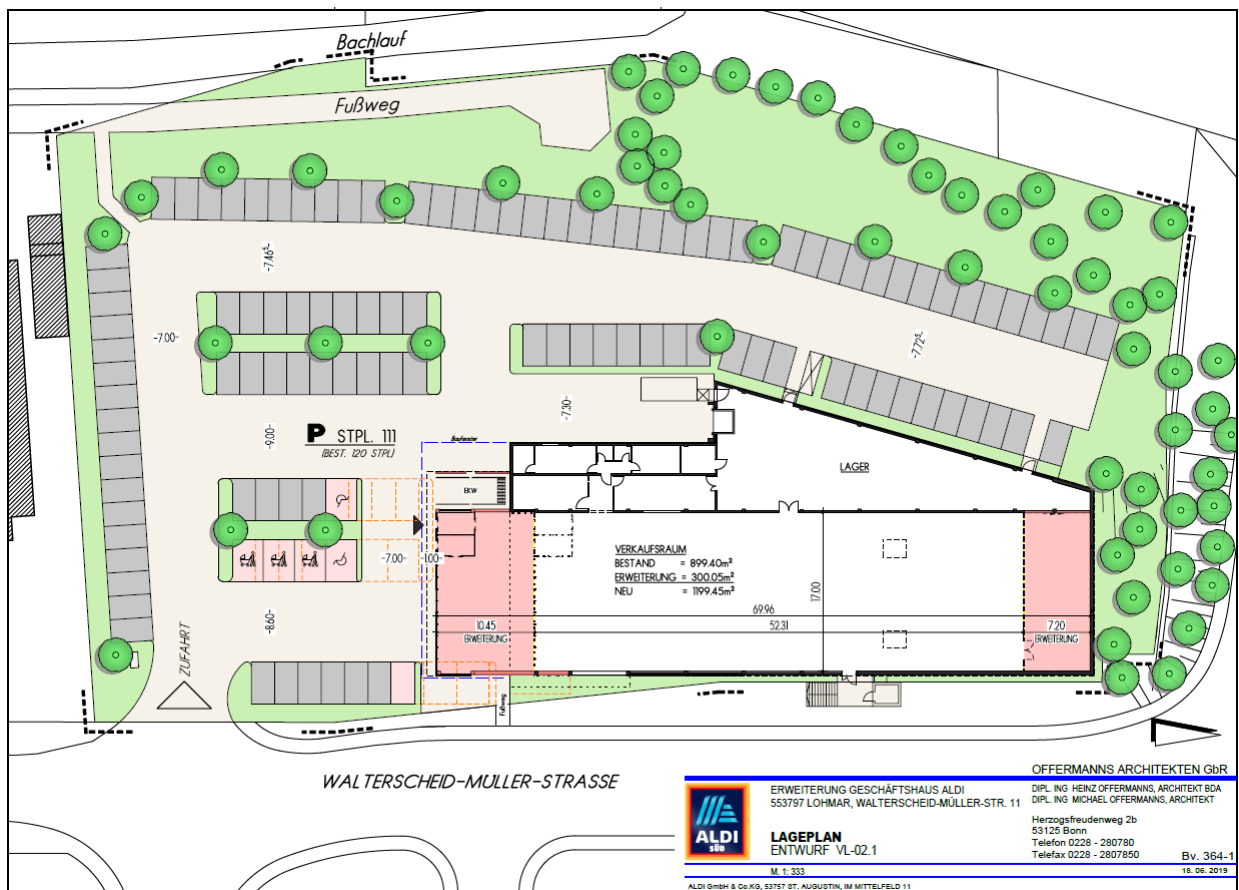 Bachlauf
Fußweg
-7.46⁵-
-7.00-
-7.72⁵-
-7.30-
-9.00-
P STPL. 111
(BEST. 120 STPL)
Baufenster
EKW
LAGER
-7.00-
-1.00-
VERKAUFSRAUM
BESTAND = 899.40m²
ERWEITERUNG = 300.05m²
NEU = 1199.45m²
17.00
69.96
10.45
ERWEITERUNG
52.31
7.20
ERWEITERUNG
-8.60-
ZUFAHRT
Fußweg
WALTERSCHEID-MÜLLER-STRASSE
OFFERMANNS ARCHITEKTEN GbR
ERWEITERUNG GESCHÄFTSHAUS ALDI
553797 LOHMAR, WALTERSCHEID-MÜLLER-STR. 11
DIPL. ING HEINZ OFFERMANNS, ARCHITEKT BDA
DIPL. ING MICHAEL OFFERMANNS, ARCHITEKT
ALDI
SÜD
LAGEPLAN
ENTWURF VL-02.1
Herzogsfreudenweg 2b
53125 Bonn
Telefon 0228 - 280780
Telefax 0228 - 2807850
Bv. 364-1
M. 1: 333
18. 06. 2019
ALDI GmbH & Co.KG, 53757 ST. AUGUSTIN, IM MITTELFELD 11